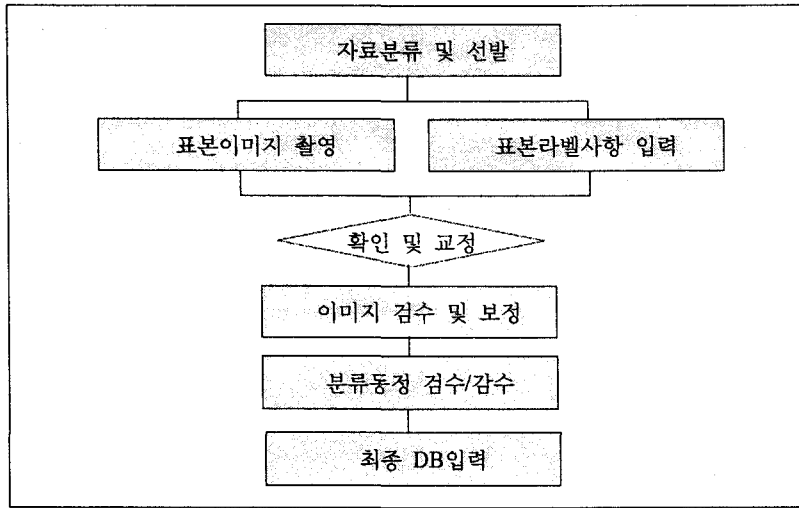 자료분류 및 선발
표본이미지 촬영
표본라벨사항 입력
확인 및 교정
이미지 검수 및 보정
분류동정 검수/감수
최종 DB입력